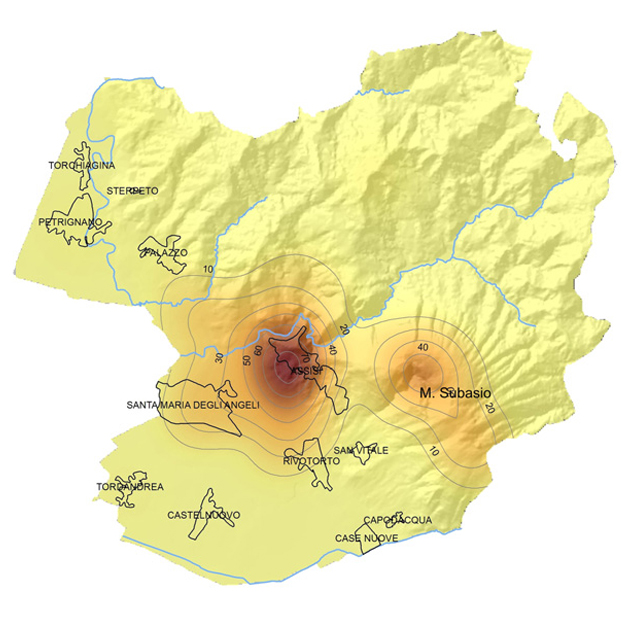 TORCHIAGINA
STERPETO
PETRIGNANO
PALAZZO
10
20
40
30
50
60
70
40
ASSISI
M. Subasio
20
SANTA MARIA DEGLI ANGELI
10
SAN VITALE
RIVOTORTO
TORDANDREA
CASTELNUOVO
CAPODACQUA
CASE NUOVE